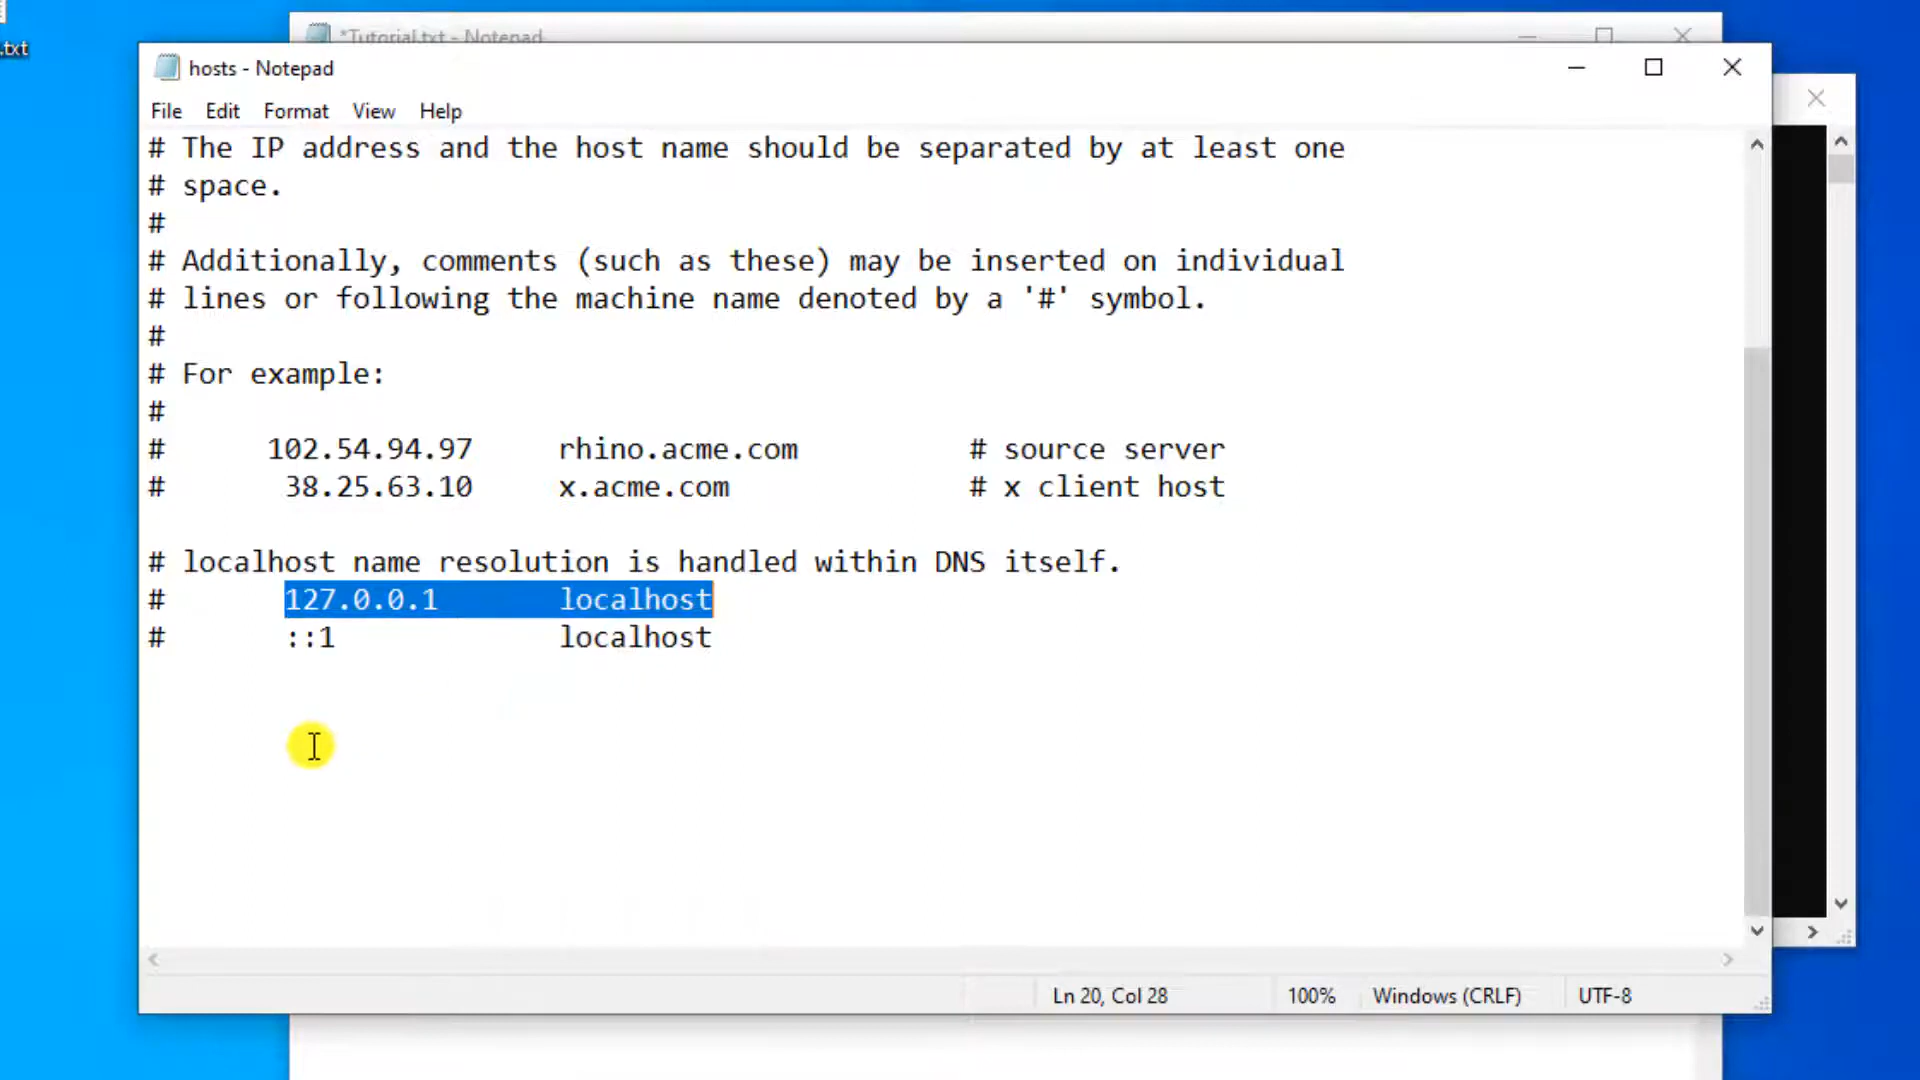 .txt
*Tutorial.txt - Notepad
hosts - Notepad
File Edit Format View Help
# The IP address and the host name should be separated by at least one
# space.
#
# Additionally, comments (such as these) may be inserted on individual
# lines or following the machine name denoted by a '#' symbol.
#
# For example:
#
#      102.54.94.97     rhino.acme.com          # source server
#       38.25.63.10     x.acme.com              # x client host
# localhost name resolution is handled within DNS itself.
#       127.0.0.1       localhost
#       ::1             localhost
Ln 20, Col 28 100% Windows (CRLF) UTF-8